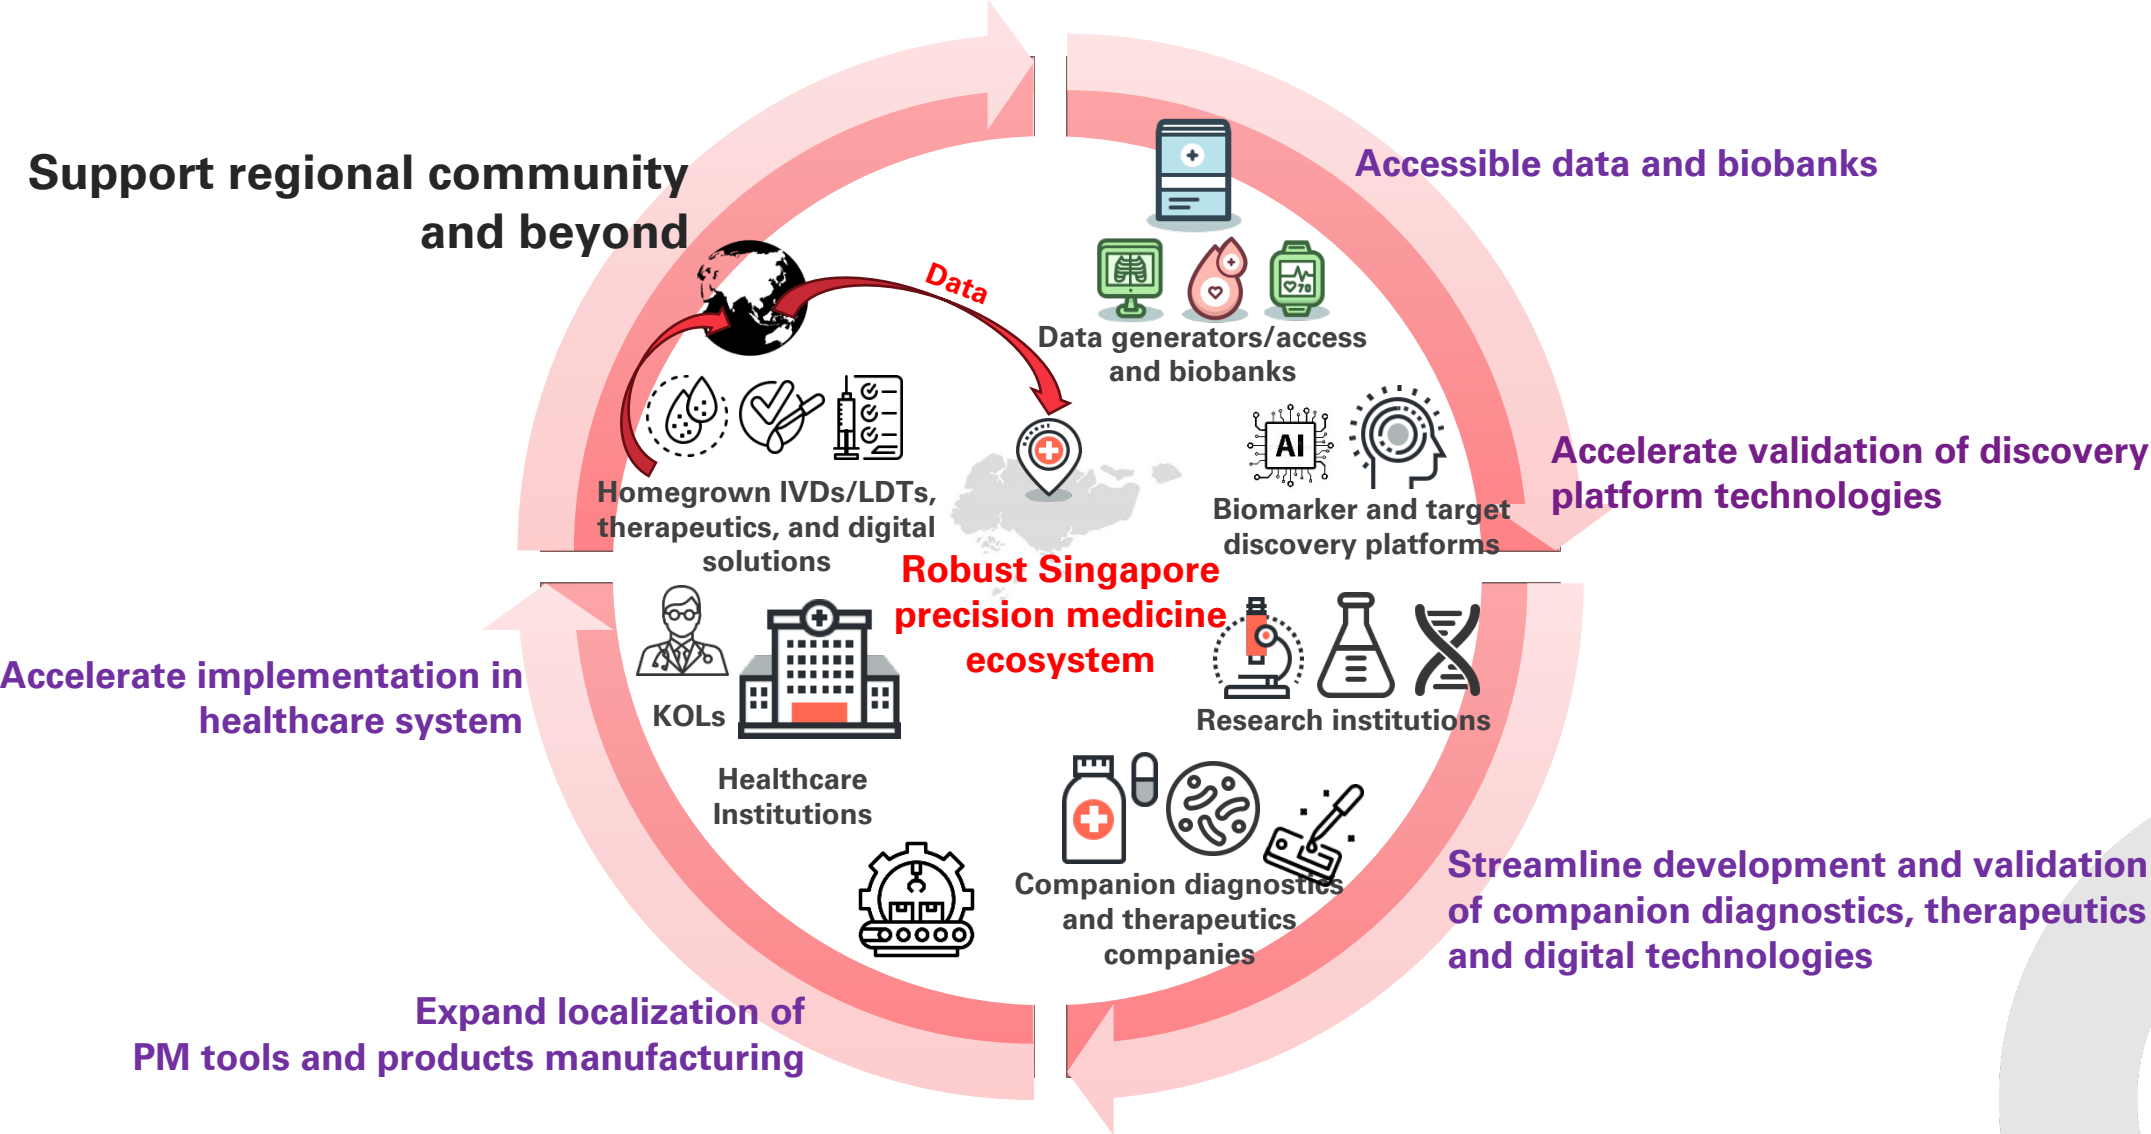 Support regional community
and beyond
Accessible data and biobanks
Data
Data generators/access
and biobanks
70
AI
Accelerate validation of discovery
platform technologies
Biomarker and target
discovery platforms
Homegrown IVDs/LDTs,
therapeutics, and digital
solutions
Robust Singapore
precision medicine
ecosystem
Accelerate implementation in
healthcare system
KOLs
Healthcare
Institutions
Research institutions
Companion diagnostics
and therapeutics
companies
Streamline development and validation
of companion diagnostics, therapeutics
and digital technologies
Expand localization of
PM tools and products manufacturing